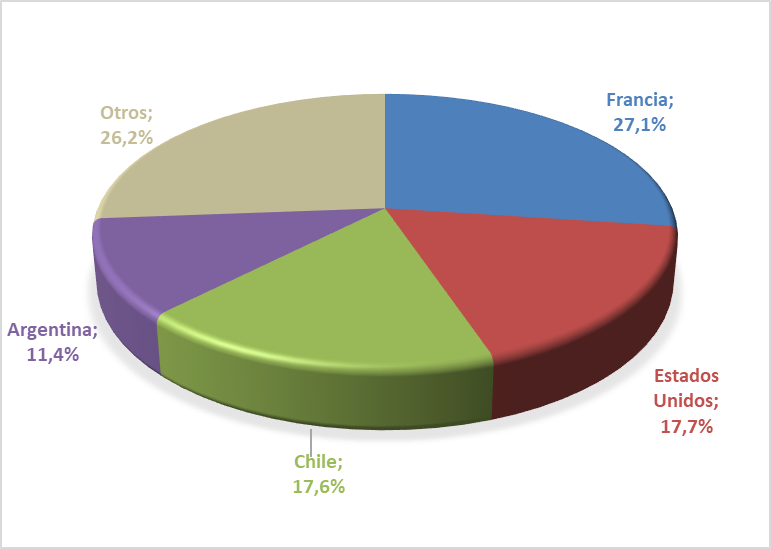 Francia;
27,1%
Otros;
26,2%
Argentina;
11,4%
Estados
Unidos;
17,7%
Chile;
17,6%